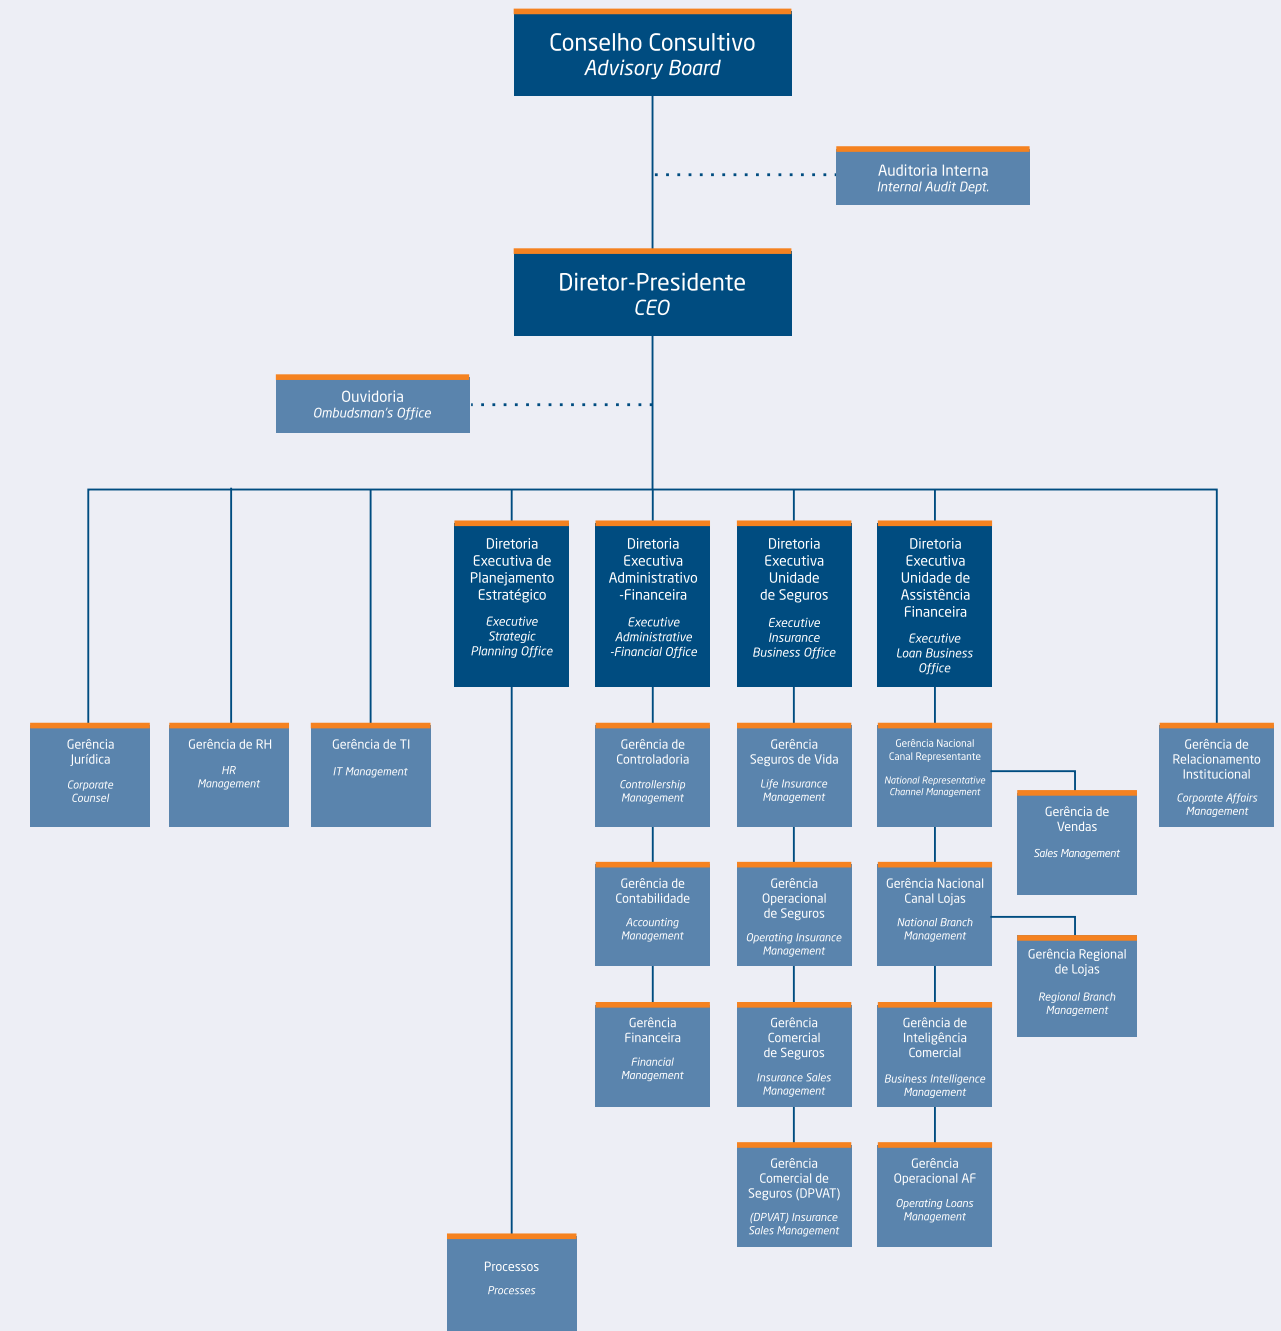 Conselho Consultivo
Advisory Board
Auditoria Interna
Internal Audit Dept.
Diretor-Presidente
CEO
Ouvidoria
Ombudsman's Office
Diretoria
Executiva de
Planejamento
Estratégico
Executive
Strategic
Planning Office
Diretoria
Executiva
Administrativo
-Financeira
Executive
Administrative
-Financial Office
Diretoria
Executiva
Unidade
de Seguros
Executive
Insurance
Business Office
Diretoria
Executiva
Unidade de
Assistência
Financeira
Executive
Loan Business
Office
Gerência
Jurídica
Corporate
Counsel
Gerência de RH
HR
Management
Gerência de TI
IT Management
Gerência de
Controladoria
Controllership
Management
Gerência
Seguros de Vida
Life Insurance
Management
Gerência Nacional
Canal Representante
National Representative
Channel Management
Gerência de
Vendas
Sales Management
Gerência de
Relacionamento
Institucional
Corporate Affairs
Management
Gerência de
Contabilidade
Accounting
Management
Gerência
Operacional
de Seguros
Operating Insurance
Management
Gerência Nacional
Canal Lojas
National Branch
Management
Gerência Regional
de Lojas
Regional Branch
Management
Gerência
Financeira
Financial
Management
Gerência
Comercial
de Seguros
Insurance Sales
Management
Gerência de
Inteligência
Comercial
Business Intelligence
Management
Gerência
Comercial de
Seguros (DPVAT)
(DPVAT) Insurance
Sales Management
Gerência
Operacional AF
Operating Loans
Management
Processos
Processes